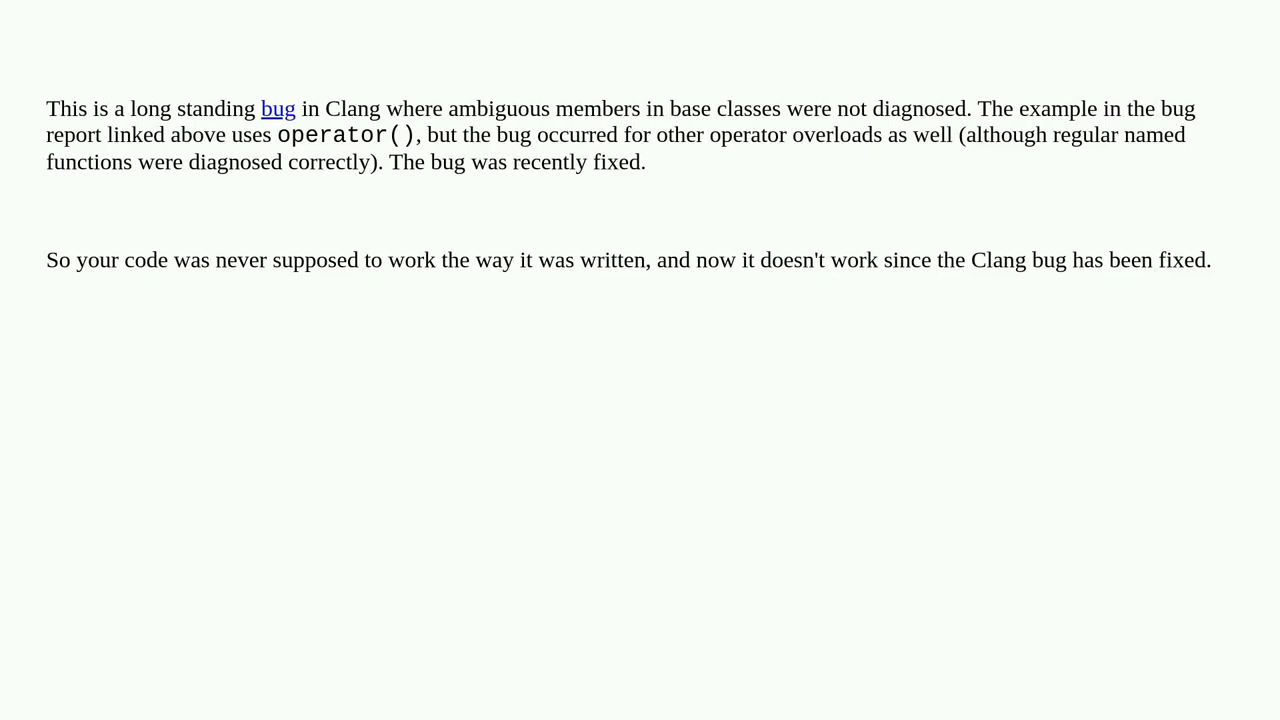 This is a long standing bug in Clang where ambiguous members in base classes were not diagnosed. The example in the bug
report linked above uses operator(), but the bug occurred for other operator overloads as well (although regular named
functions were diagnosed correctly). The bug was recently fixed.
So your code was never supposed to work the way it was written, and now it doesn't work since the Clang bug has been fixed.